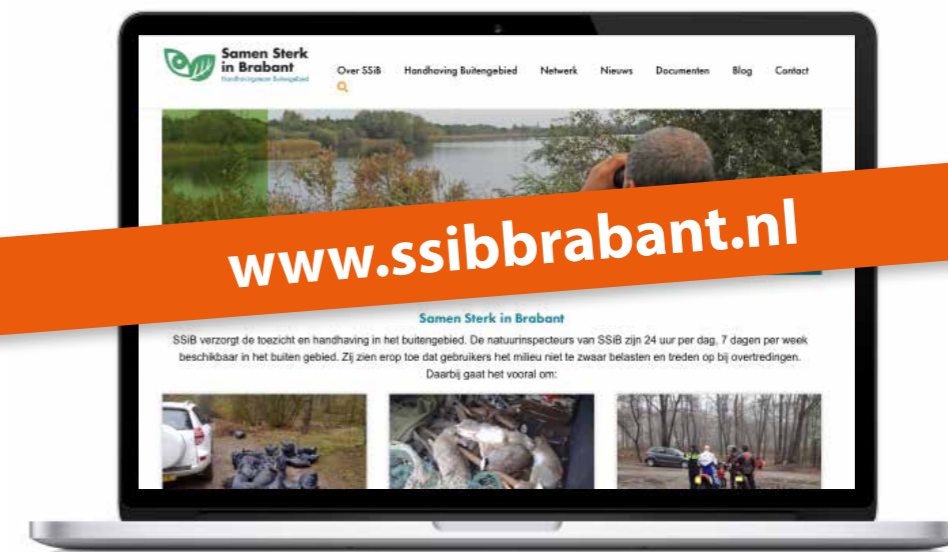 Samen Sterk
in Brabant
Handhavingsteam Buitengebied
Over SSiB Handhaving Buitengebied Netwerk Nieuws Documenten Blog Contact
www.ssibbrabant.nl
Samen Sterk in Brabant
SSiB verzorgt de toezicht en handhaving in het buitengebied. De natuurinspecteurs van SSiB zijn 24 uur per dag, 7 dagen per week
beschikbaar in het buiten gebied. Zij zien erop toe dat gebruikers het milieu niet te zwaar belasten en treden op bij overtredingen.
Daarbij gaat het vooral om: